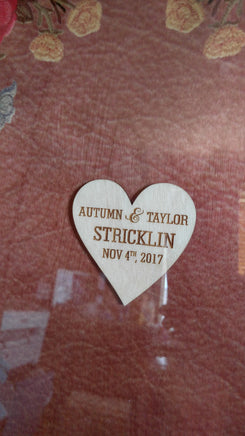 AUTUMN & TAYLOR
STRICKLIN
NOV 4TH, 2017